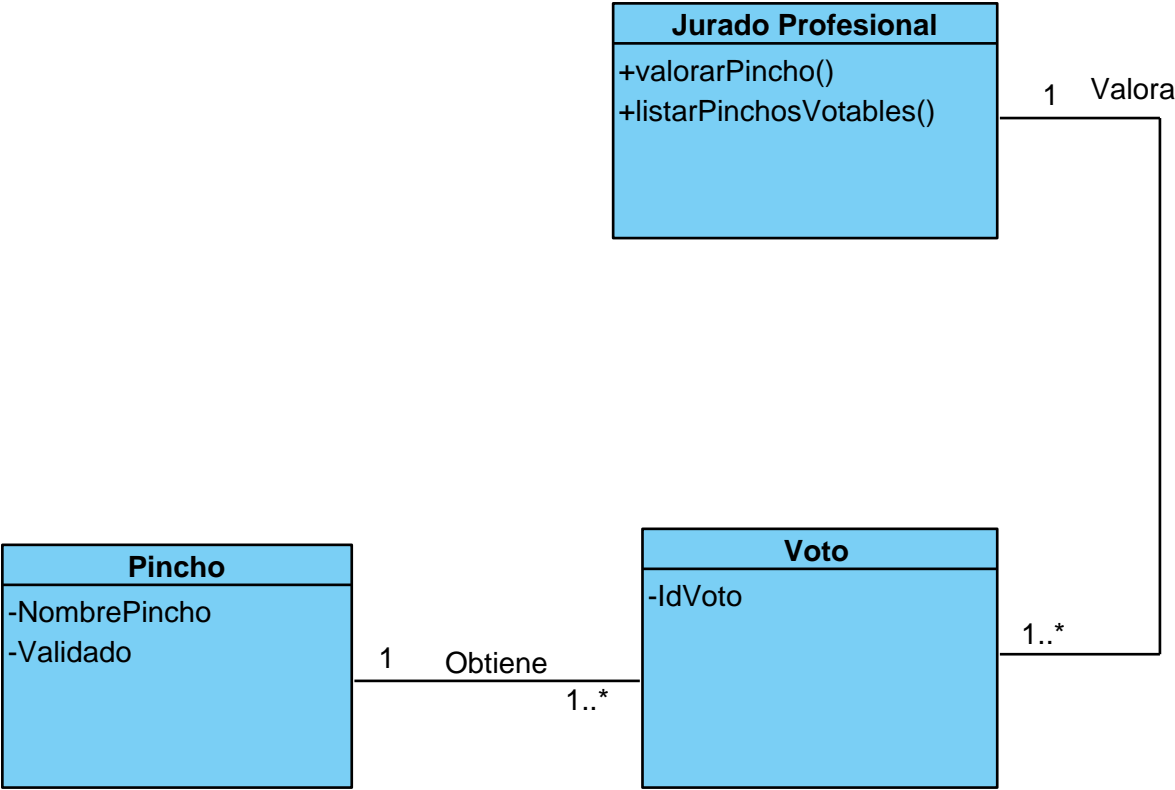 Jurado Profesional
+valorarPincho()
+listarPinchosVotables()
1
Valora
Pincho
-NombrePincho
-Validado
1
Obtiene
1..*
Voto
-IdVoto
1..*